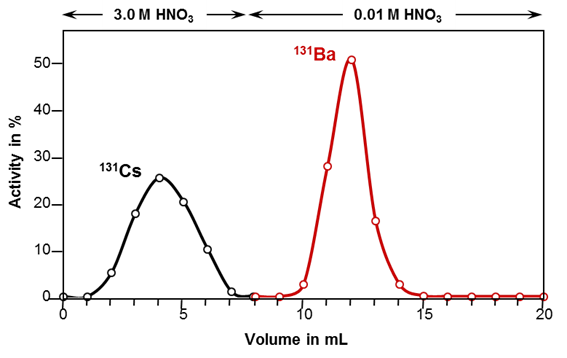 3.0 M HNO₃ 0.01 M HNO₃
¹³¹Ba
¹³¹Cs
Activity in %
50
40
30
20
10
0
0 5 10 15 20
Volume in mL